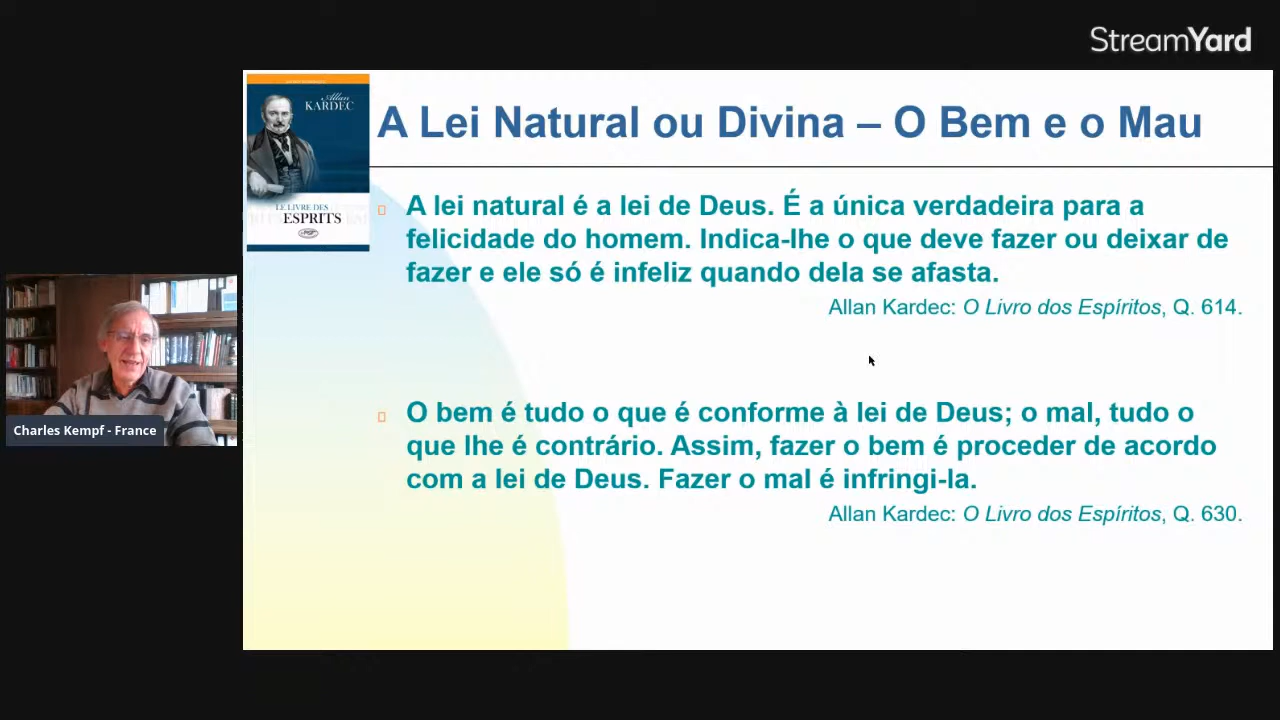 StreamYard
Allan
KARDEC
LE LIVRE DES
ESPRITS
A Lei Natural ou Divina – O Bem e o Mau
A lei natural é a lei de Deus. É a única verdadeira para a
felicidade do homem. Indica-lhe o que deve fazer ou deixar de
fazer e ele só é infeliz quando dela se afasta.
Allan Kardec: O Livro dos Espíritos, Q. 614.
O bem é tudo o que é conforme à lei de Deus; o mal, tudo o
que lhe é contrário. Assim, fazer o bem é proceder de acordo
com a lei de Deus. Fazer o mal é infringi-la.
Allan Kardec: O Livro dos Espíritos, Q. 630.
Charles Kempf - France